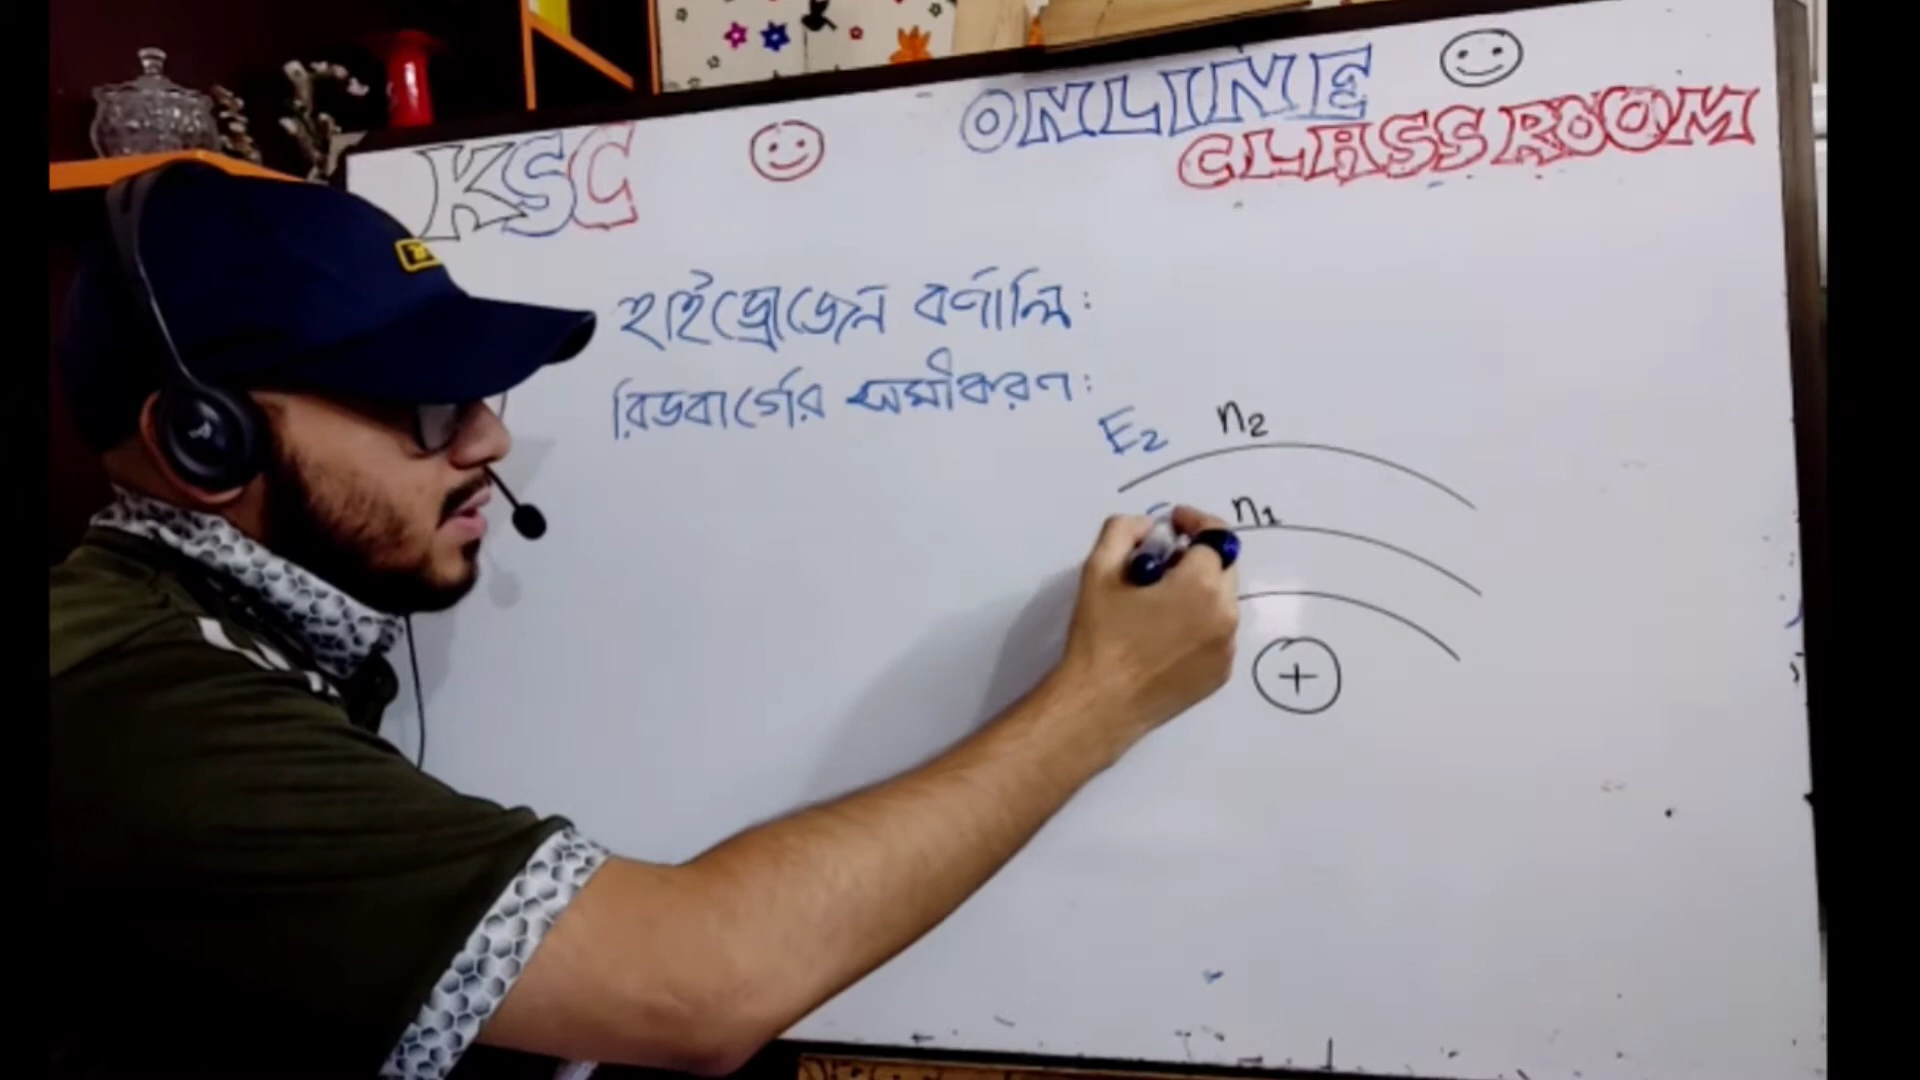 KSC
ONLINE
CLASSROOM
হাইড্রোজেন বর্ণালি:
রিডবার্গের সমীকরণ:
E₂ n₂
n₁
+